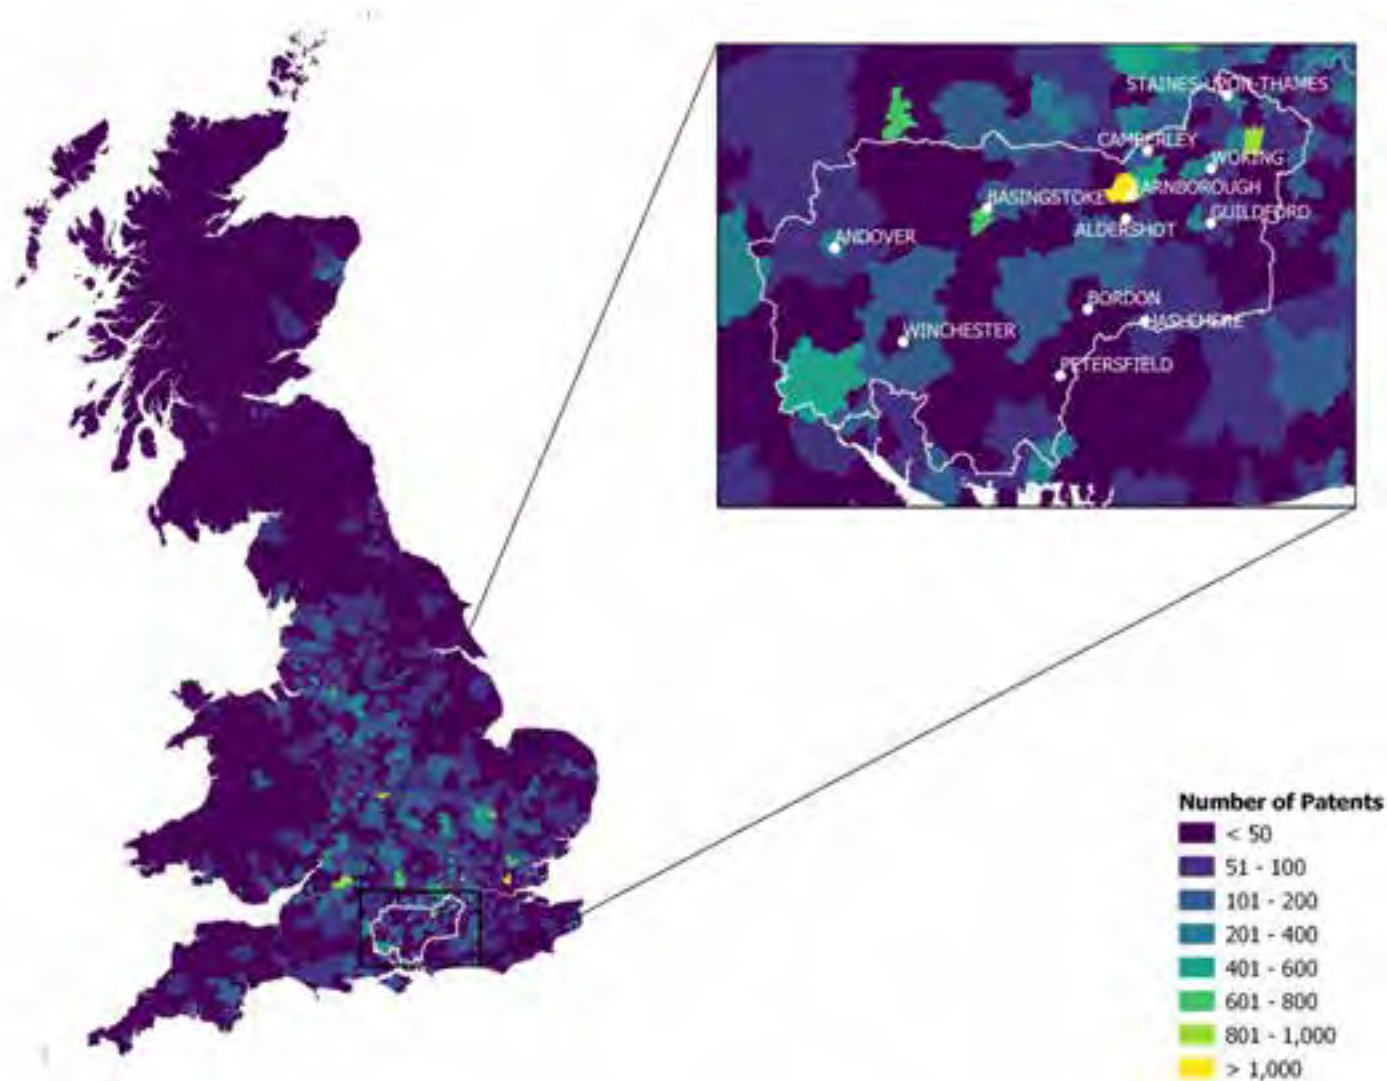 STAINES-UPON-THAMES
CAMBERLEY
WOKING
BASINGSTOKE
ARNBOROUGH
GUILDFORD
ALDERSHOT
ANDOVER
BORDON
HASLEMERE
WINCHESTER
PETERSFIELD
Number of Patents
< 50
51 - 100
101 - 200
201 - 400
401 - 600
601 - 800
801 - 1,000
> 1,000